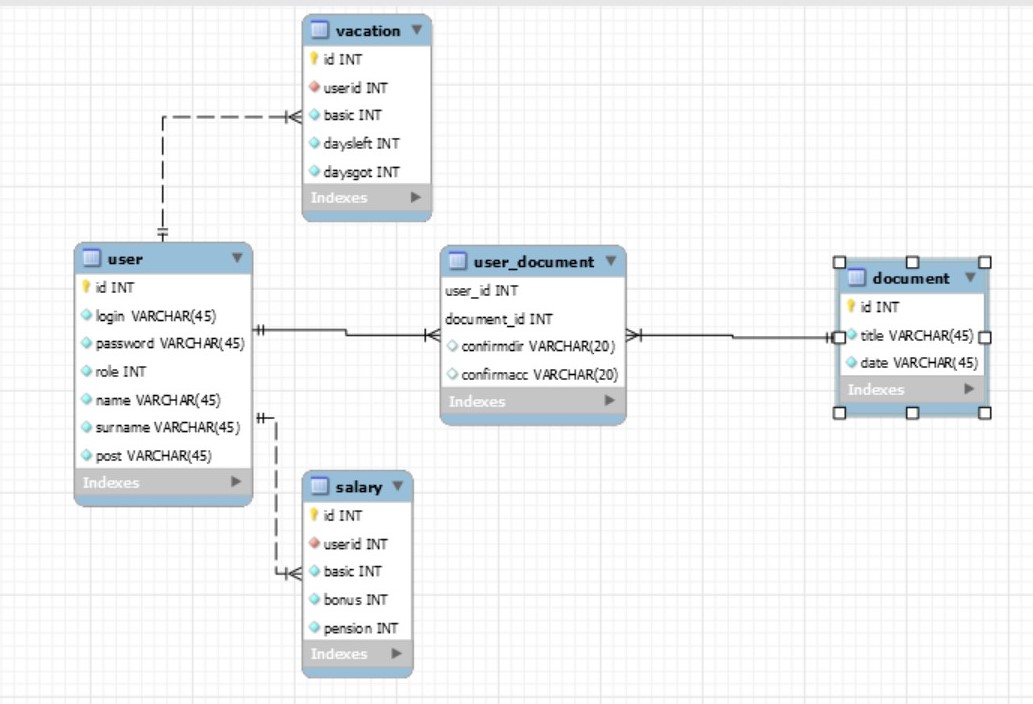 vacation
id INT
userid INT
basic INT
daysleft INT
daysgot INT
Indexes
user
id INT
login VARCHAR(45)
password VARCHAR(45)
role INT
name VARCHAR(45)
surname VARCHAR(45)
post VARCHAR(45)
Indexes
user_document
user_id INT
document_id INT
confirmdir VARCHAR(20)
confirmacc VARCHAR(20)
Indexes
document
id INT
title VARCHAR(45)
date VARCHAR(45)
Indexes
salary
id INT
userid INT
basic INT
bonus INT
pension INT
Indexes